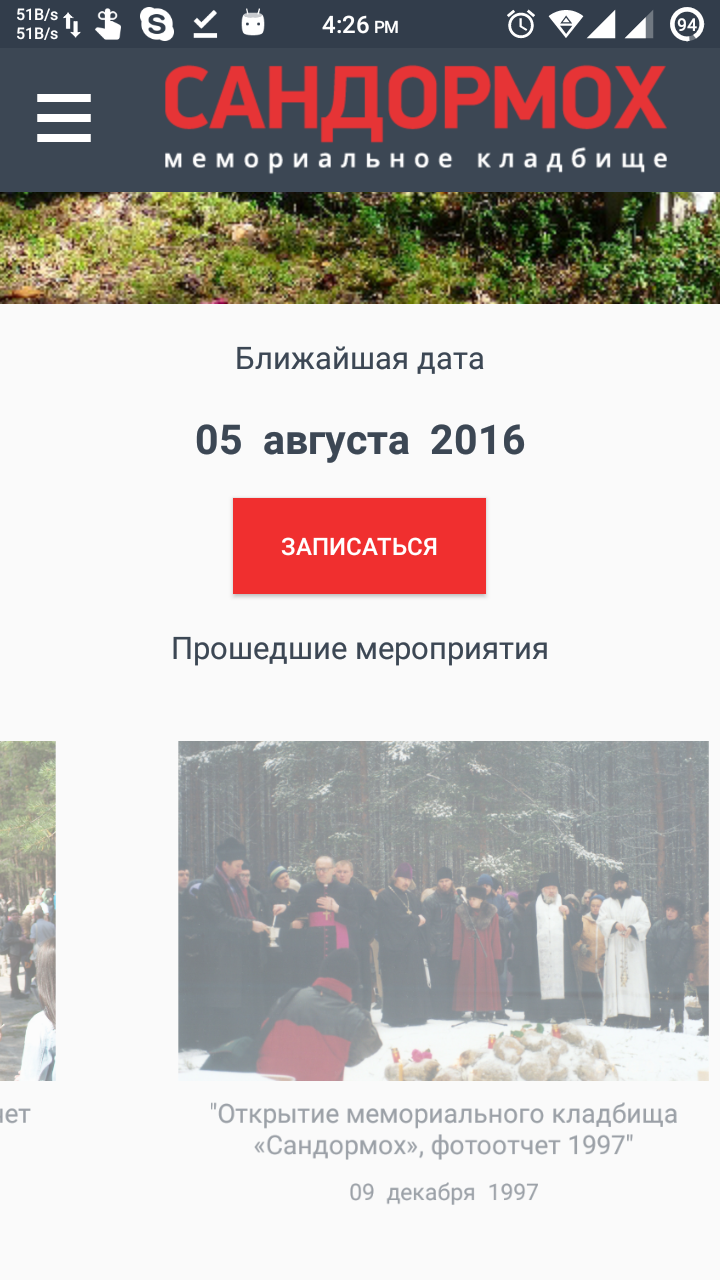 51B/s
51B/s
4:26 PM
94
САНДОРМОХ
мемориальное кладбище
Ближайшая дата
05 августа 2016
ЗАПИСАТЬСЯ
Прошедшие мероприятия
"Открытие мемориального кладбища
«Сандормох», фотоотчет 1997"
09 декабря 1997